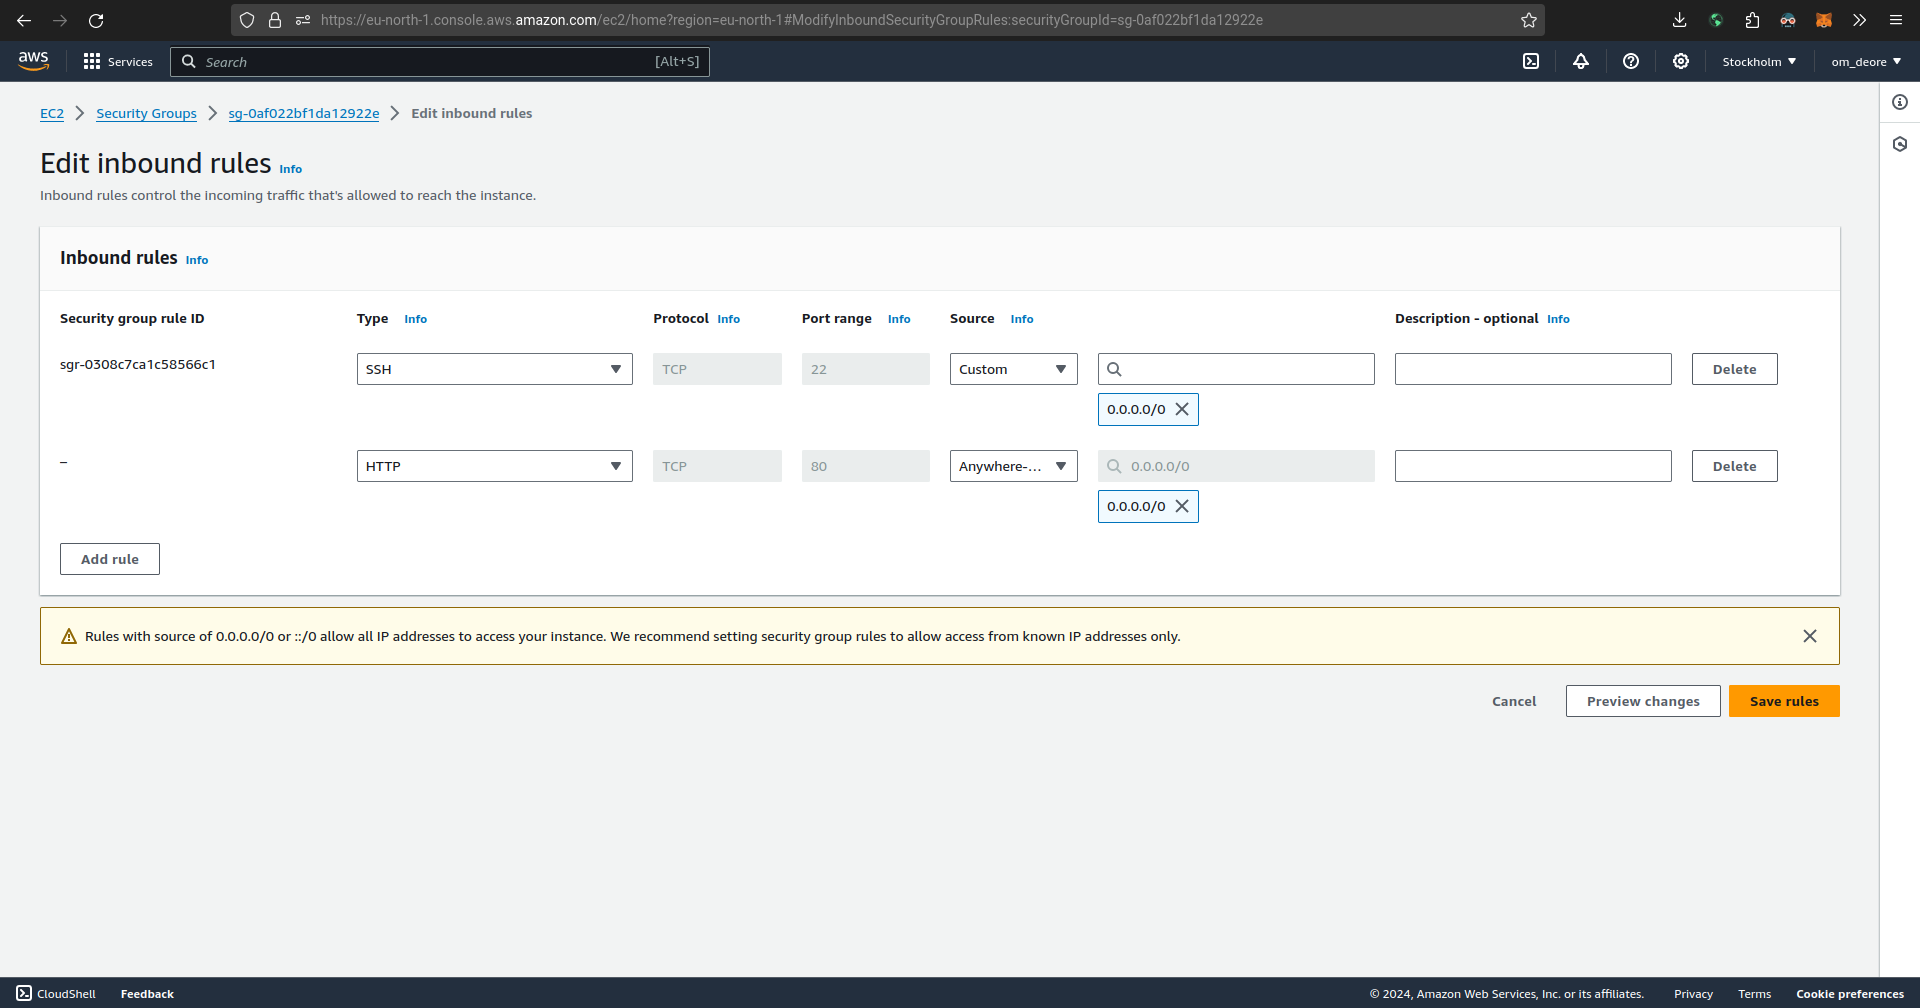 https://eu-north-1.console.aws.amazon.com/ec2/home?region=eu-north-1#ModifyInboundSecurityGroupRules:securityGroupId=sg-0af022bf1da12922e
aws Services Search [Alt+S] Stockholm om_deore
EC2 Security Groups sg-0af022bf1da12922e Edit inbound rules
Edit inbound rules Info
Inbound rules control the incoming traffic that's allowed to reach the instance.
Inbound rules Info
Security group rule ID Type Info Protocol Info Port range Info Source Info Description - optional Info
sgr-0308c7ca1c58566c1 SSH TCP 22 Custom Delete
0.0.0.0/0
– HTTP TCP 80 Anywhere-... 0.0.0.0/0 Delete
0.0.0.0/0
Add rule
Rules with source of 0.0.0.0/0 or ::/0 allow all IP addresses to access your instance. We recommend setting security group rules to allow access from known IP addresses only.
Cancel Preview changes Save rules
CloudShell Feedback © 2024, Amazon Web Services, Inc. or its affiliates. Privacy Terms Cookie preferences